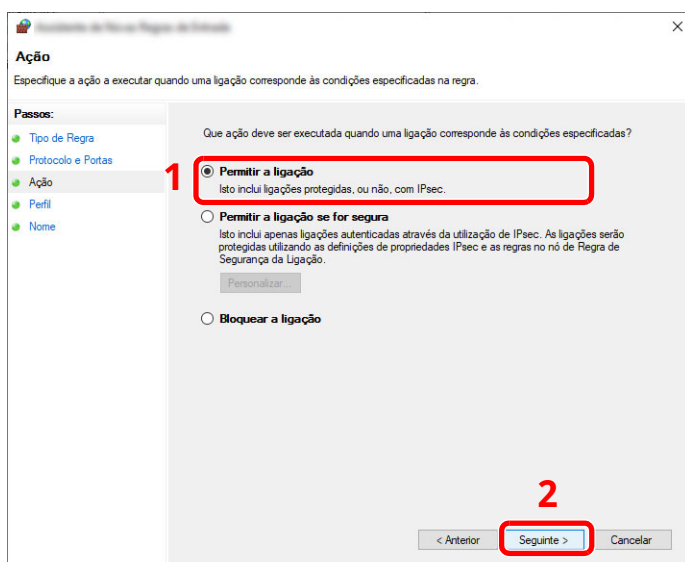 Ação
Especifique a ação a executar quando uma ligação corresponde às condições especificadas na regra.
Passos:
Tipo de Regra
Protocolo e Portas
Ação
Perfil
Nome
Que ação deve ser executada quando uma ligação corresponde às condições especificadas?
1
Permitir a ligação
Isto inclui ligações protegidas, ou não, com IPsec.
Permitir a ligação se for segura
Isto inclui apenas ligações autenticadas através da utilização de IPsec. As ligações serão
protegidas utilizando as definições de propriedades IPsec e as regras no nó de Regra de
Segurança da Ligação.
Personalizar...
Bloquear a ligação
2
< Anterior
Seguinte >
Cancelar